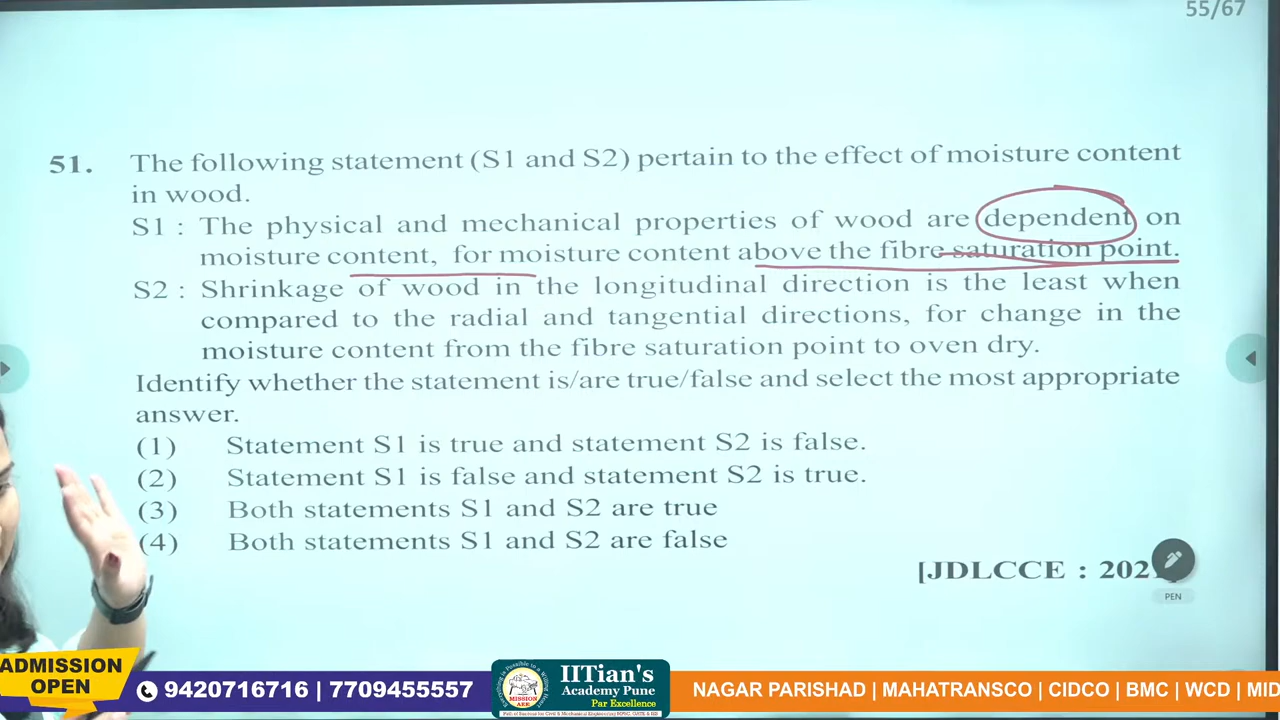 55/67
51. The following statement (S1 and S2) pertain to the effect of moisture content
in wood.
S1 : The physical and mechanical properties of wood are dependent on
moisture content, for moisture content above the fibre saturation point.
S2 : Shrinkage of wood in the longitudinal direction is the least when
compared to the radial and tangential directions, for change in the
moisture content from the fibre saturation point to oven dry.
Identify whether the statement is/are true/false and select the most appropriate
answer.
(1) Statement S1 is true and statement S2 is false.
(2) Statement S1 is false and statement S2 is true.
(3) Both statements S1 and S2 are true
(4) Both statements S1 and S2 are false
[JDLCCE : 202
PEN
ADMISSION
OPEN
9420716716 | 7709455557
MISSION
AEE
IITian's
Academy Pune
Par Excellence
NAGAR PARISHAD | MAHATRANSCO | CIDCO | BMC | WCD | MID